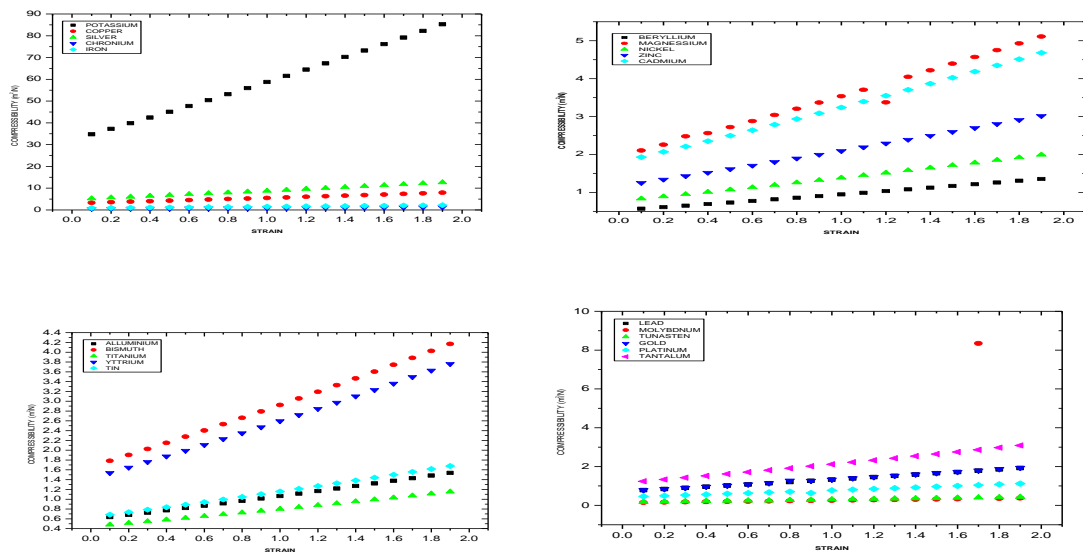 POTASSIUM
COPPER
SILVER
CHRONIUM
IRON
90
80
70
60
50
40
30
20
10
0
COMPRESSIBILITY (m²/N)
0.0 0.2 0.4 0.6 0.8 1.0 1.2 1.4 1.6 1.8 2.0
STRAIN
BERYLLIUM
MAGNESSIUM
NICKEL
ZINC
CADMIUM
5
4
3
2
1
COMPRESSIBILITY (m²/N)
0.0 0.2 0.4 0.6 0.8 1.0 1.2 1.4 1.6 1.8 2.0
STRAIN
ALLUMINIUM
BISMUTH
TITANIUM
YTTRIUM
TIN
4.4
4.2
4.0
3.8
3.6
3.4
3.2
3.0
2.8
2.6
2.4
2.2
2.0
1.8
1.6
1.4
1.2
1.0
0.8
0.6
0.4
COMPRESSIBILITY (m²/N)
0.0 0.2 0.4 0.6 0.8 1.0 1.2 1.4 1.6 1.8 2.0
STRAIN
LEAD
MOLYBDNUM
TUNASTEN
GOLD
PLATINUM
TANTALUM
10
8
6
4
2
0
COMPRESSIBILITY (m²/N)
0.0 0.2 0.4 0.6 0.8 1.0 1.2 1.4 1.6 1.8 2.0
STRAIN